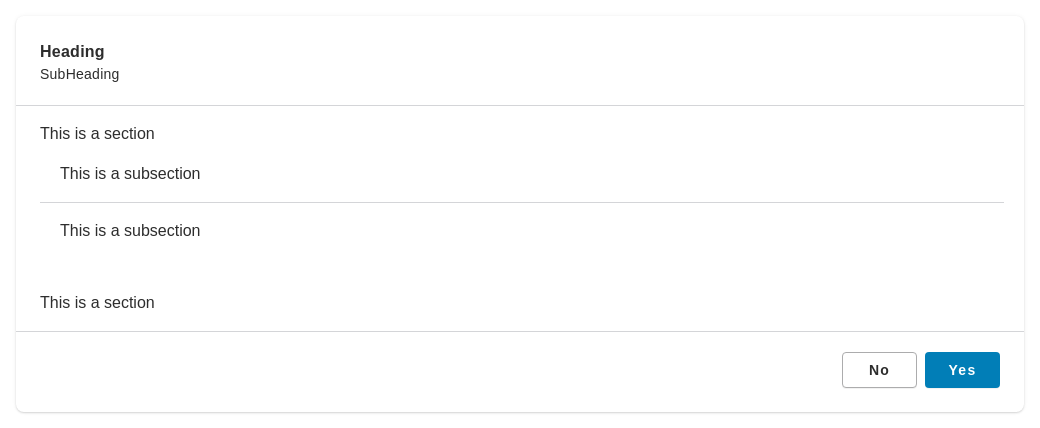 Heading
SubHeading
This is a section
This is a subsection
This is a subsection
This is a section
No
Yes